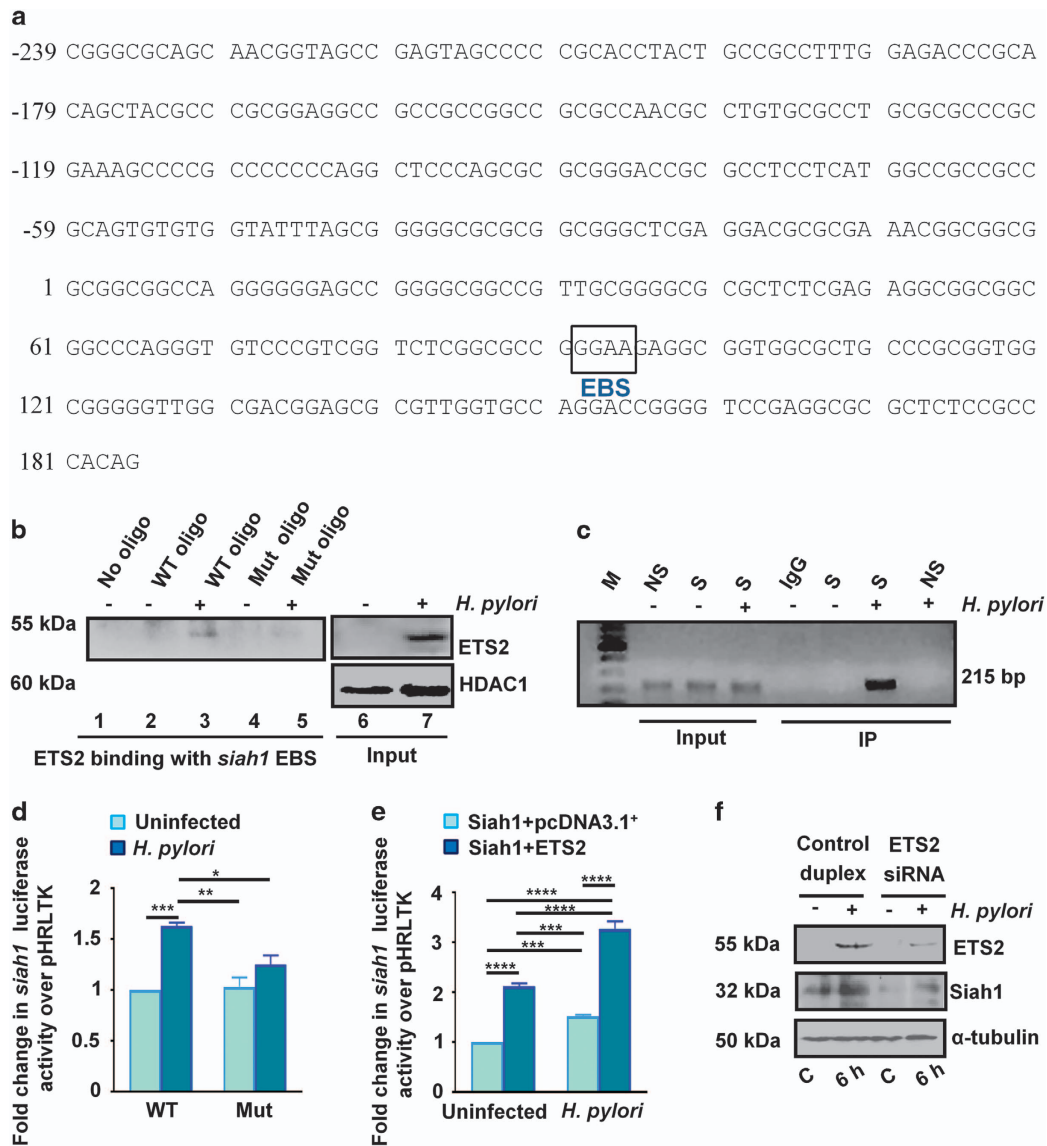 a
-239 CGGGCGCAGC AACGGTAGCC GAGTAGCCCC CGCACCTACT GCCGCCTTTG GAGACCCGCA
-179 CAGCTACGCC CGCGGAGGCC GCCGCCGGCC GCGCCAACGC CTGTGCGCCT GCGCGCCCGC
-119 GAAAGCCCCG CCCCCCCAGG CTCCCAGCGC GCGGGACCGC GCCTCCTCAT GGCCGCCGCC
-59 GCAGTGTGTG GTATTTAGCG GGGGCGCGCG GCGGGCTCGA GGACGCGCGA AACGGCGGCG
1 GCGGCGGCCA GGGGGGAGCC GGGGCGGCCG TTGCGGGGCG CGCTCTCGAG AGGCGGCGGC
61 GGCCCAGGGT GTCCCGTCGG TCTCGGCGCC GGGAAGAGGC GGTGGCGCTG CCCGCGGTGG
EBS
121 CGGGGGTTGG CGACGGAGCG CGTTGGTGCC AGGACCGGGG TCCGAGGCGC GCTCTCCGCC
181 CACAG
b
No oligo WT oligo WT oligo Mut oligo Mut oligo
- - + - + - + H. pylori
55 kDa ETS2
60 kDa HDAC1
1 2 3 4 5 6 7
ETS2 binding with siah1 EBS Input
c
M NS S S IgG S S NS
- - + - - + + H. pylori
215 bp
Input IP
d
Uninfected
H. pylori
Fold change in siah1 luciferase
activity over pHRLTK
2
1.5
1
0.5
0
*** ** *
WT Mut
e
Siah1+pcDNA3.1+
Siah1+ETS2
Fold change in siah1 luciferase
activity over pHRLTK
4
3
2
1
0
****
****
****
***
***
****
Uninfected H. pylori
f
Control ETS2
duplex siRNA
- + - + H. pylori
55 kDa ETS2
32 kDa Siah1
50 kDa α-tubulin
C 6 h C 6 h